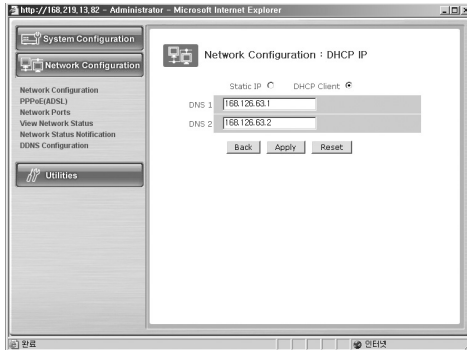 http://168,219,13,82 - Administrator - Microsoft Internet Explorer
System Configuration
Network Configuration
Network Configuration
PPPoE(ADSL)
Network Ports
View Network Status
Network Status Notification
DDNS Configuration
Utilities
Network Configuration : DHCP IP
Static IP DHCP Client
DNS 1 168.126.63.1
DNS 2 168.126.63.2
Back Apply Reset
완료 인터넷